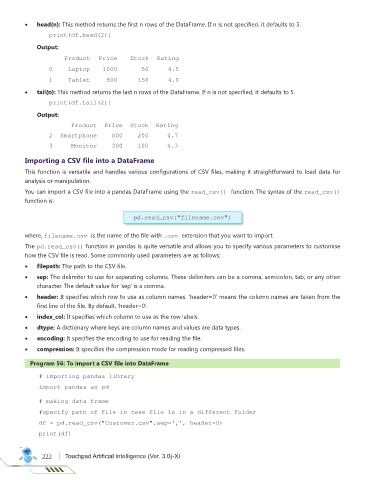 • head(n): This method returns the first n rows of the DataFrame. If n is not specified, it defaults to 5.
print(df.head(2))
Output:
Product Price Stock Rating
0 Laptop 1000 50 4.5
1 Tablet 500 150 4.0
• tail(n): This method returns the last n rows of the DataFrame. If n is not specified, it defaults to 5.
print(df.tail(2))
Output:
Product Price Stock Rating
2 Smartphone 800 200 4.7
3 Monitor 300 100 4.3
Importing a CSV file into a DataFrame
This function is versatile and handles various configurations of CSV files, making it straightforward to load data for
analysis or manipulation.
You can import a CSV file into a pandas DataFrame using the read_csv() function. The syntax of the read_csv()
function is:
pd.read_csv("filename.csv")
where, filename.csv is the name of the file with .csv extension that you want to import.
The pd.read_csv() function in pandas is quite versatile and allows you to specify various parameters to customise
how the CSV file is read. Some commonly used parameters are as follows:
• filepath: The path to the CSV file.
• sep: The delimiter to use for separating columns. These delimiters can be a comma, semicolon, tab, or any other
character. The default value for 'sep' is a comma.
• header: It specifies which row to use as column names. 'header=0' means the column names are taken from the
first line of the file. By default, 'header=0'.
• index_col: It specifies which column to use as the row labels.
• dtype: A dictionary where keys are column names and values are data types.
• encoding: It specifies the encoding to use for reading the file.
• compression: It specifies the compression mode for reading compressed files.
Program 56: To import a CSV file into DataFrame
# importing pandas library
import pandas as pd
# making data frame
#specify path of file in case file is in a different folder
df = pd.read_csv("Customer.csv",sep=',', header=0)
print(df)
222 | Touchpad Artificial Intelligence (Ver. 3.0)-XI